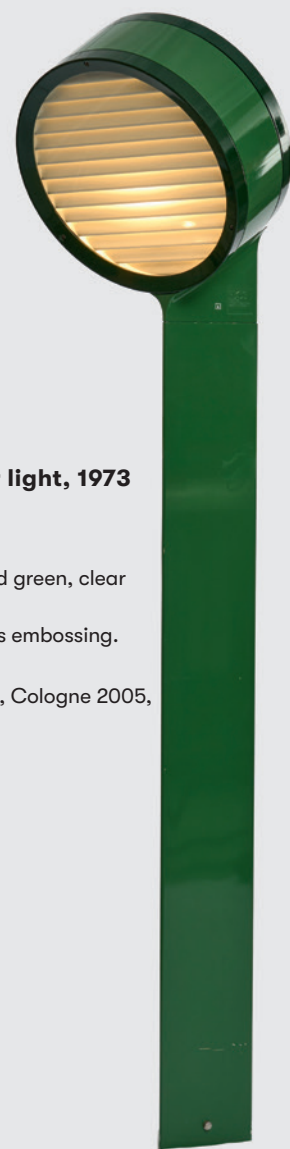 light, 1973
d green, clear
s embossing.
, Cologne 2005,